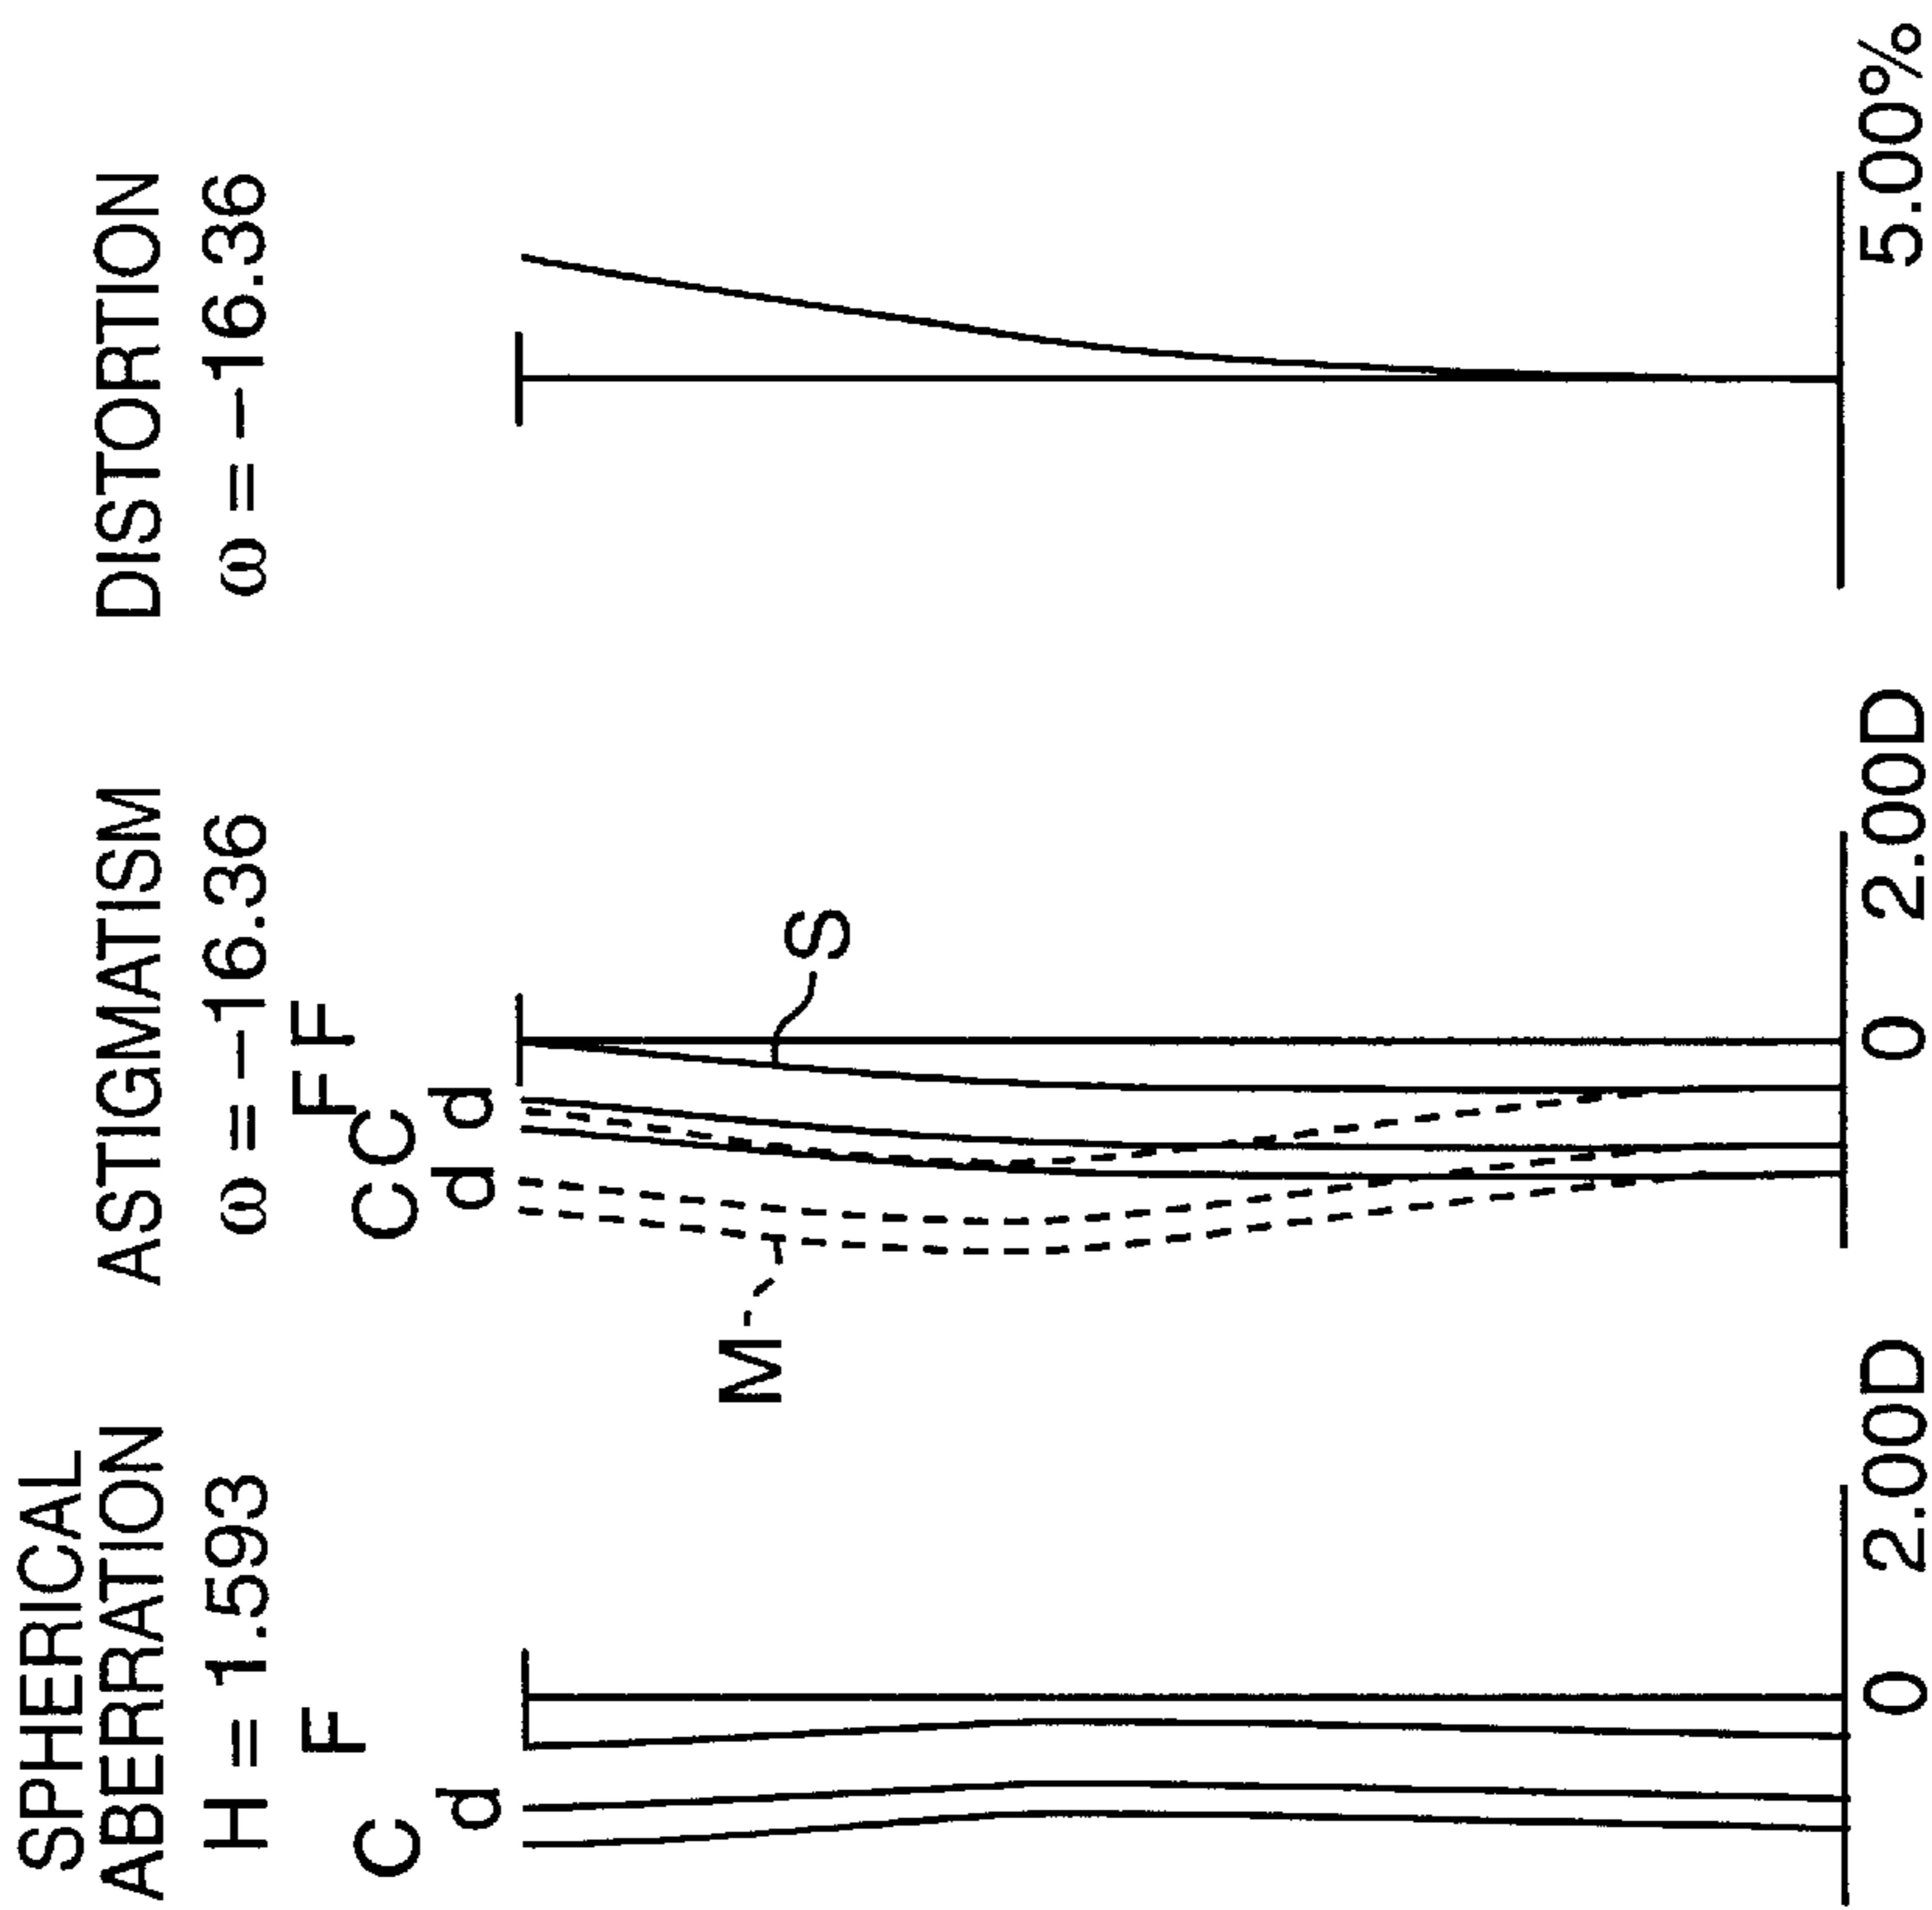 SPHERICAL
ABERRATION
H = 1.593
F
d
C
0 2.00D
ASTIGMATISM
ω = -16.36
F F
C C
d d
S
M
0 2.00D
DISTORTION
ω = -16.36
5.00%